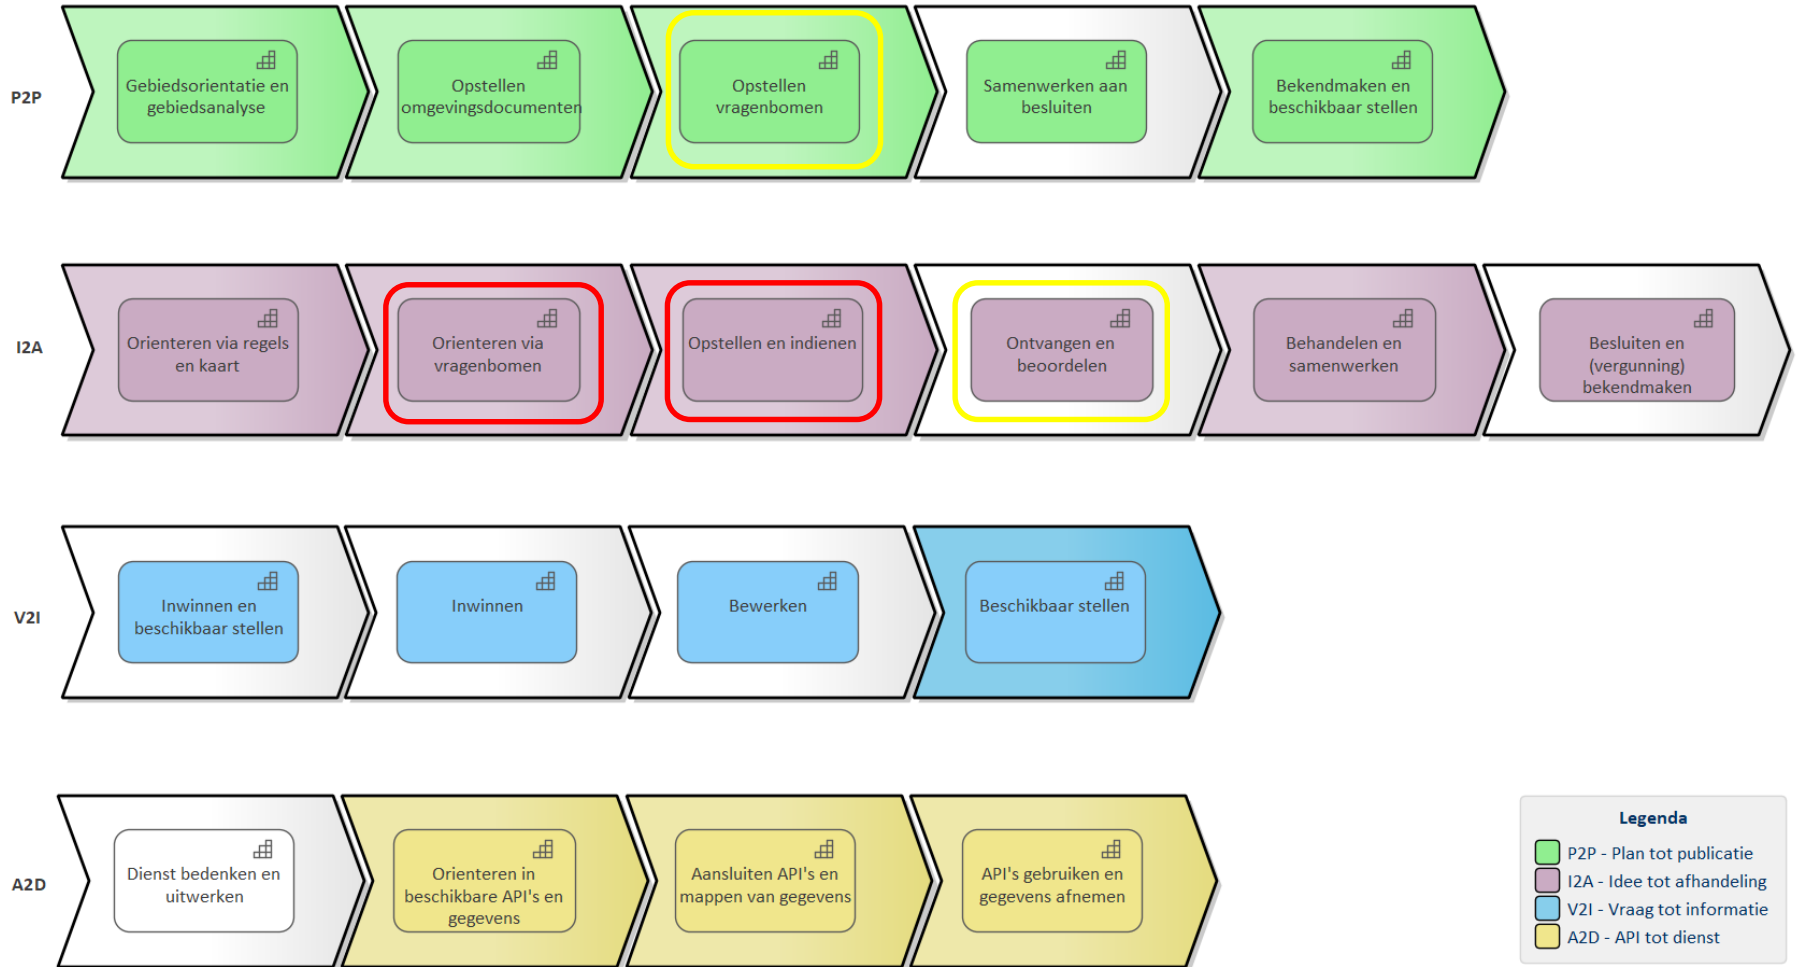 P2P
Gebiedsorientatie en
gebiedsanalyse
Opstellen
omgevingsdocumenten
Opstellen
vragenbomen
Samenwerken aan
besluiten
Bekendmaken en
beschikbaar stellen
I2A
Orienteren via regels
en kaart
Orienteren via
vragenbomen
Opstellen en indienen
Ontvangen en
beoordelen
Behandelen en
samenwerken
Besluiten en
(vergunning)
bekendmaken
V2I
Inwinnen en
beschikbaar stellen
Inwinnen
Bewerken
Beschikbaar stellen
A2D
Dienst bedenken en
uitwerken
Orienteren in
beschikbare API's en
gegevens
Aansluiten API's en
mappen van gegevens
API's gebruiken en
gegevens afnemen
Legenda
P2P - Plan tot publicatie
I2A - Idee tot afhandeling
V2I - Vraag tot informatie
A2D - API tot dienst